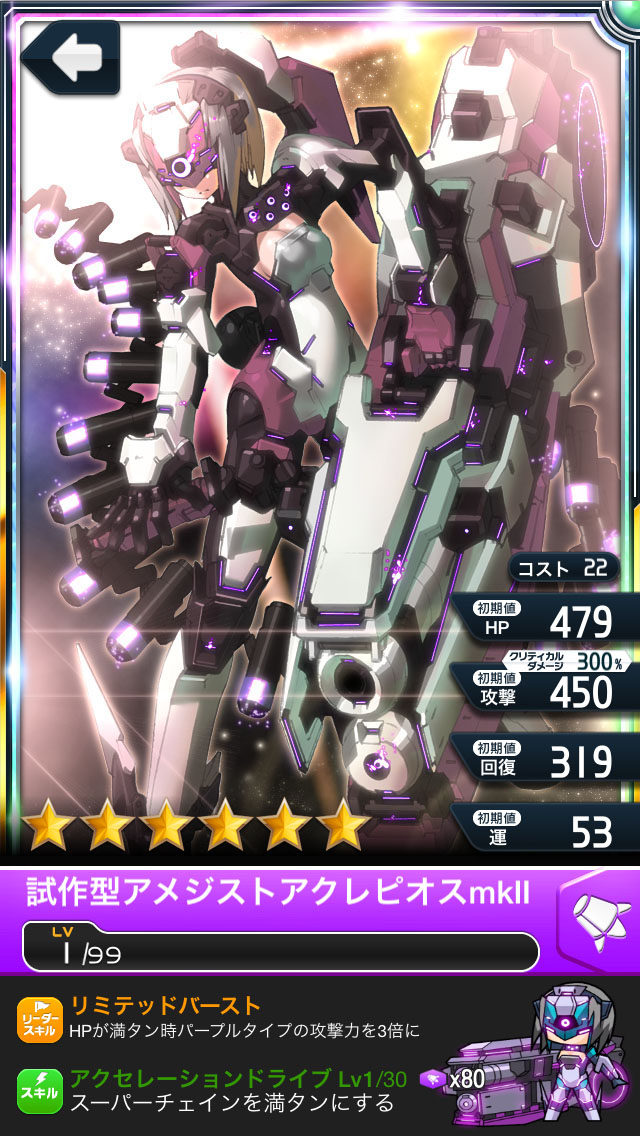 コスト 22
初期値
HP 479
クリティカル
ダメージ 300%
初期値
攻撃 450
初期値
回復 319
初期値
運 53
試作型アメジストアクレピオスmkII
LV
1/99
リーダー
スキル
リミテッドバースト
HPが満タン時パープルタイプの攻撃力を3倍に
スキル
アクセレーションドライブ Lv1/30 x80
スーパーチェインを満タンにする